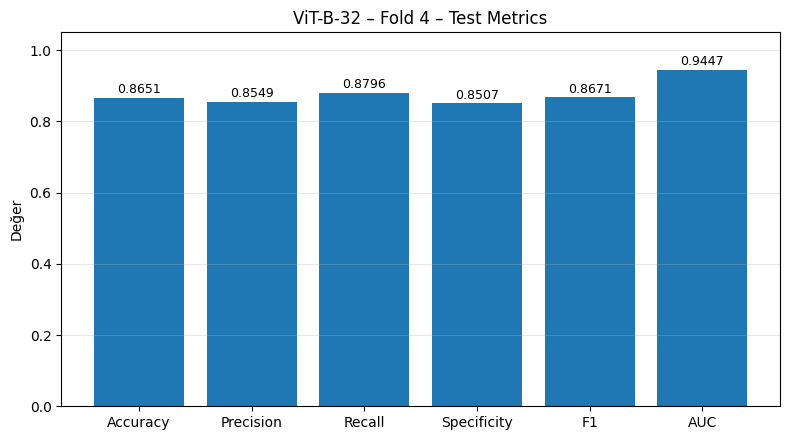 ViT-B-32 – Fold 4 – Test Metrics
Değer
1.0
0.8
0.6
0.4
0.2
0.0
0.8651
0.8549
0.8796
0.8507
0.8671
0.9447
Accuracy
Precision
Recall
Specificity
F1
AUC